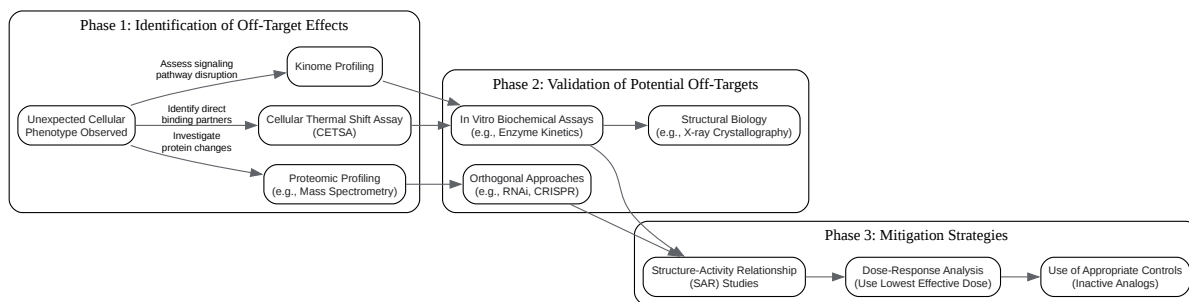 Phase 1: Identification of Off-Target Effects
Unexpected Cellular
Phenotype Observed
Assess signaling
pathway disruption
Identify direct
binding partners
Investigate
protein changes
Kinome Profiling
Cellular Thermal Shift Assay
(CETSA)
Proteomic Profiling
(e.g., Mass Spectrometry)
Phase 2: Validation of Potential Off-Targets
In Vitro Biochemical Assays
(e.g., Enzyme Kinetics)
Structural Biology
(e.g., X-ray Crystallography)
Orthogonal Approaches
(e.g., RNAi, CRISPR)
Phase 3: Mitigation Strategies
Structure-Activity Relationship
(SAR) Studies
Dose-Response Analysis
(Use Lowest Effective Dose)
Use of Appropriate Controls
(Inactive Analogs)